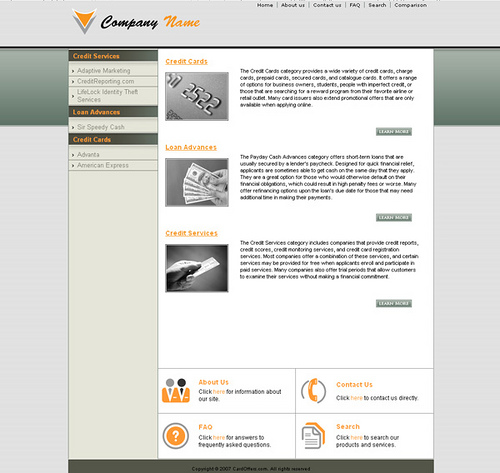 Home | About us | Contact us | FAQ | Search | Comparison
Company Name
Credit Services
Adaptive Marketing
CreditReporting.com
LifeLock Identity Theft
Services
Loan Advances
Sir Speedy Cash
Credit Cards
Advanta
American Express
Credit Cards
The Credit Cards category provides a wide variety of credit cards, charge
cards, prepaid cards, secured cards, and catalogue cards. It offers a range
of options for business owners, students, people with imperfect credit, or
those that are searching for a reward program from their favorite airline or
retail outlet. Many card issuers also extend promotional offers that are only
available when applying online.
LEARN MORE
Loan Advances
The Payday Cash Advances category offers short-term loans that are
usually secured by a lender's paycheck. Designed for quick financial relief,
applicants are sometimes able to get cash on the same day that they apply.
They are a great option for those who would otherwise default on their
financial obligations, which could result in high penalty fees or worse. Many
offer refinancing options upon the loan's due date for those that may need
additional time in making their payments.
LEARN MORE
Credit Services
The Credit Services category includes companies that provide credit reports,
credit scores, credit monitoring services, and credit card registration
services. Most companies offer a combination of these services, and certain
services may be provided for free when applicants enroll and participate in
paid services. Many companies also offer trial periods that allow customers
to examine their services without making a financial commitment.
LEARN MORE
About Us
Click here for information about
our site.
Contact Us
Click here to contact us directly.
FAQ
Click here for answers to
frequently asked questions.
Search
Click here to search our
products and services.
Copyright © 2007 CardOffers.com. All rights reserved
2522